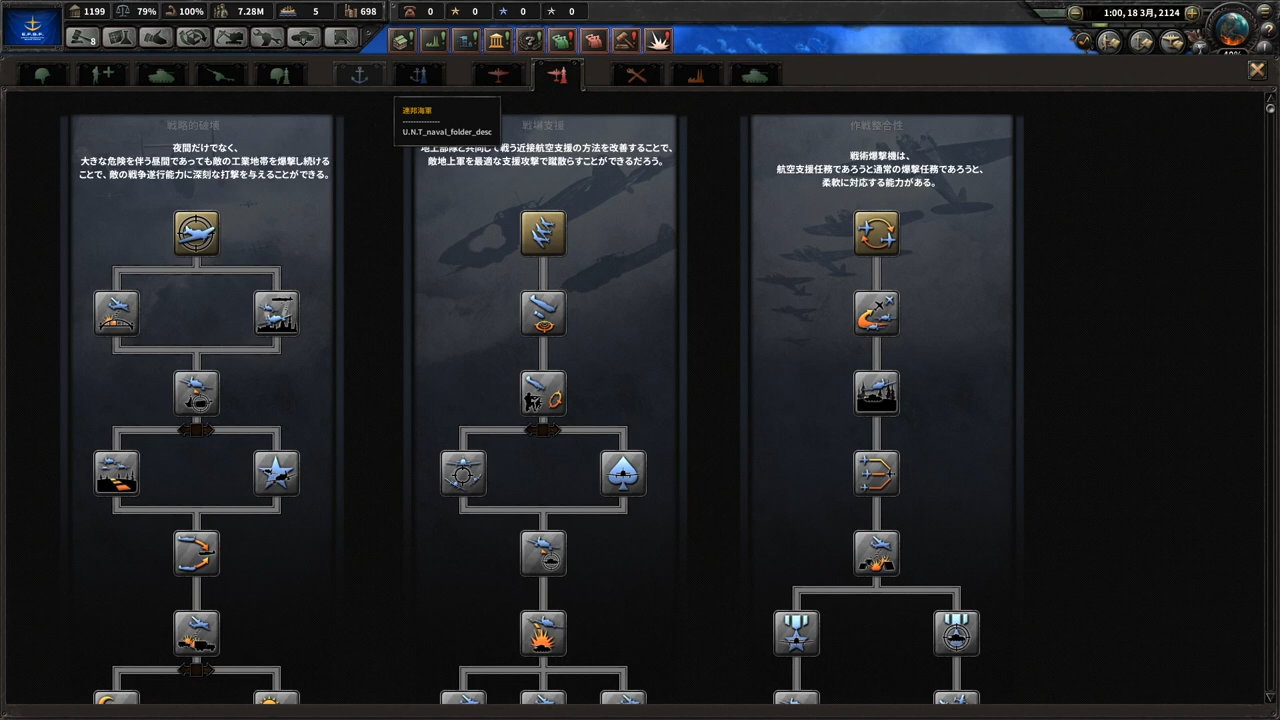 1199
79%
100%
7.28M
5
698
0
0
0
0
1:00, 18 3月, 2124
E.F.S.F.
8
10%
連邦海軍
--------------
U.N.T_naval_folder_desc
戦略的破壊
夜間だけでなく、
大きな危険を伴う昼間であっても敵の工業地帯を爆撃し続ける
ことで、敵の戦争遂行能力に深刻な打撃を与えることができる。
戦場支援
地上部隊と共同して戦う近接航空支援の方法を改善することで、
敵地上軍を最適な支援攻撃で蹴散らすことができるだろう。
作戦整合性
戦術爆撃機は、
航空支援任務であろうと通常の爆撃任務であろうと、
柔軟に対応する能力がある。